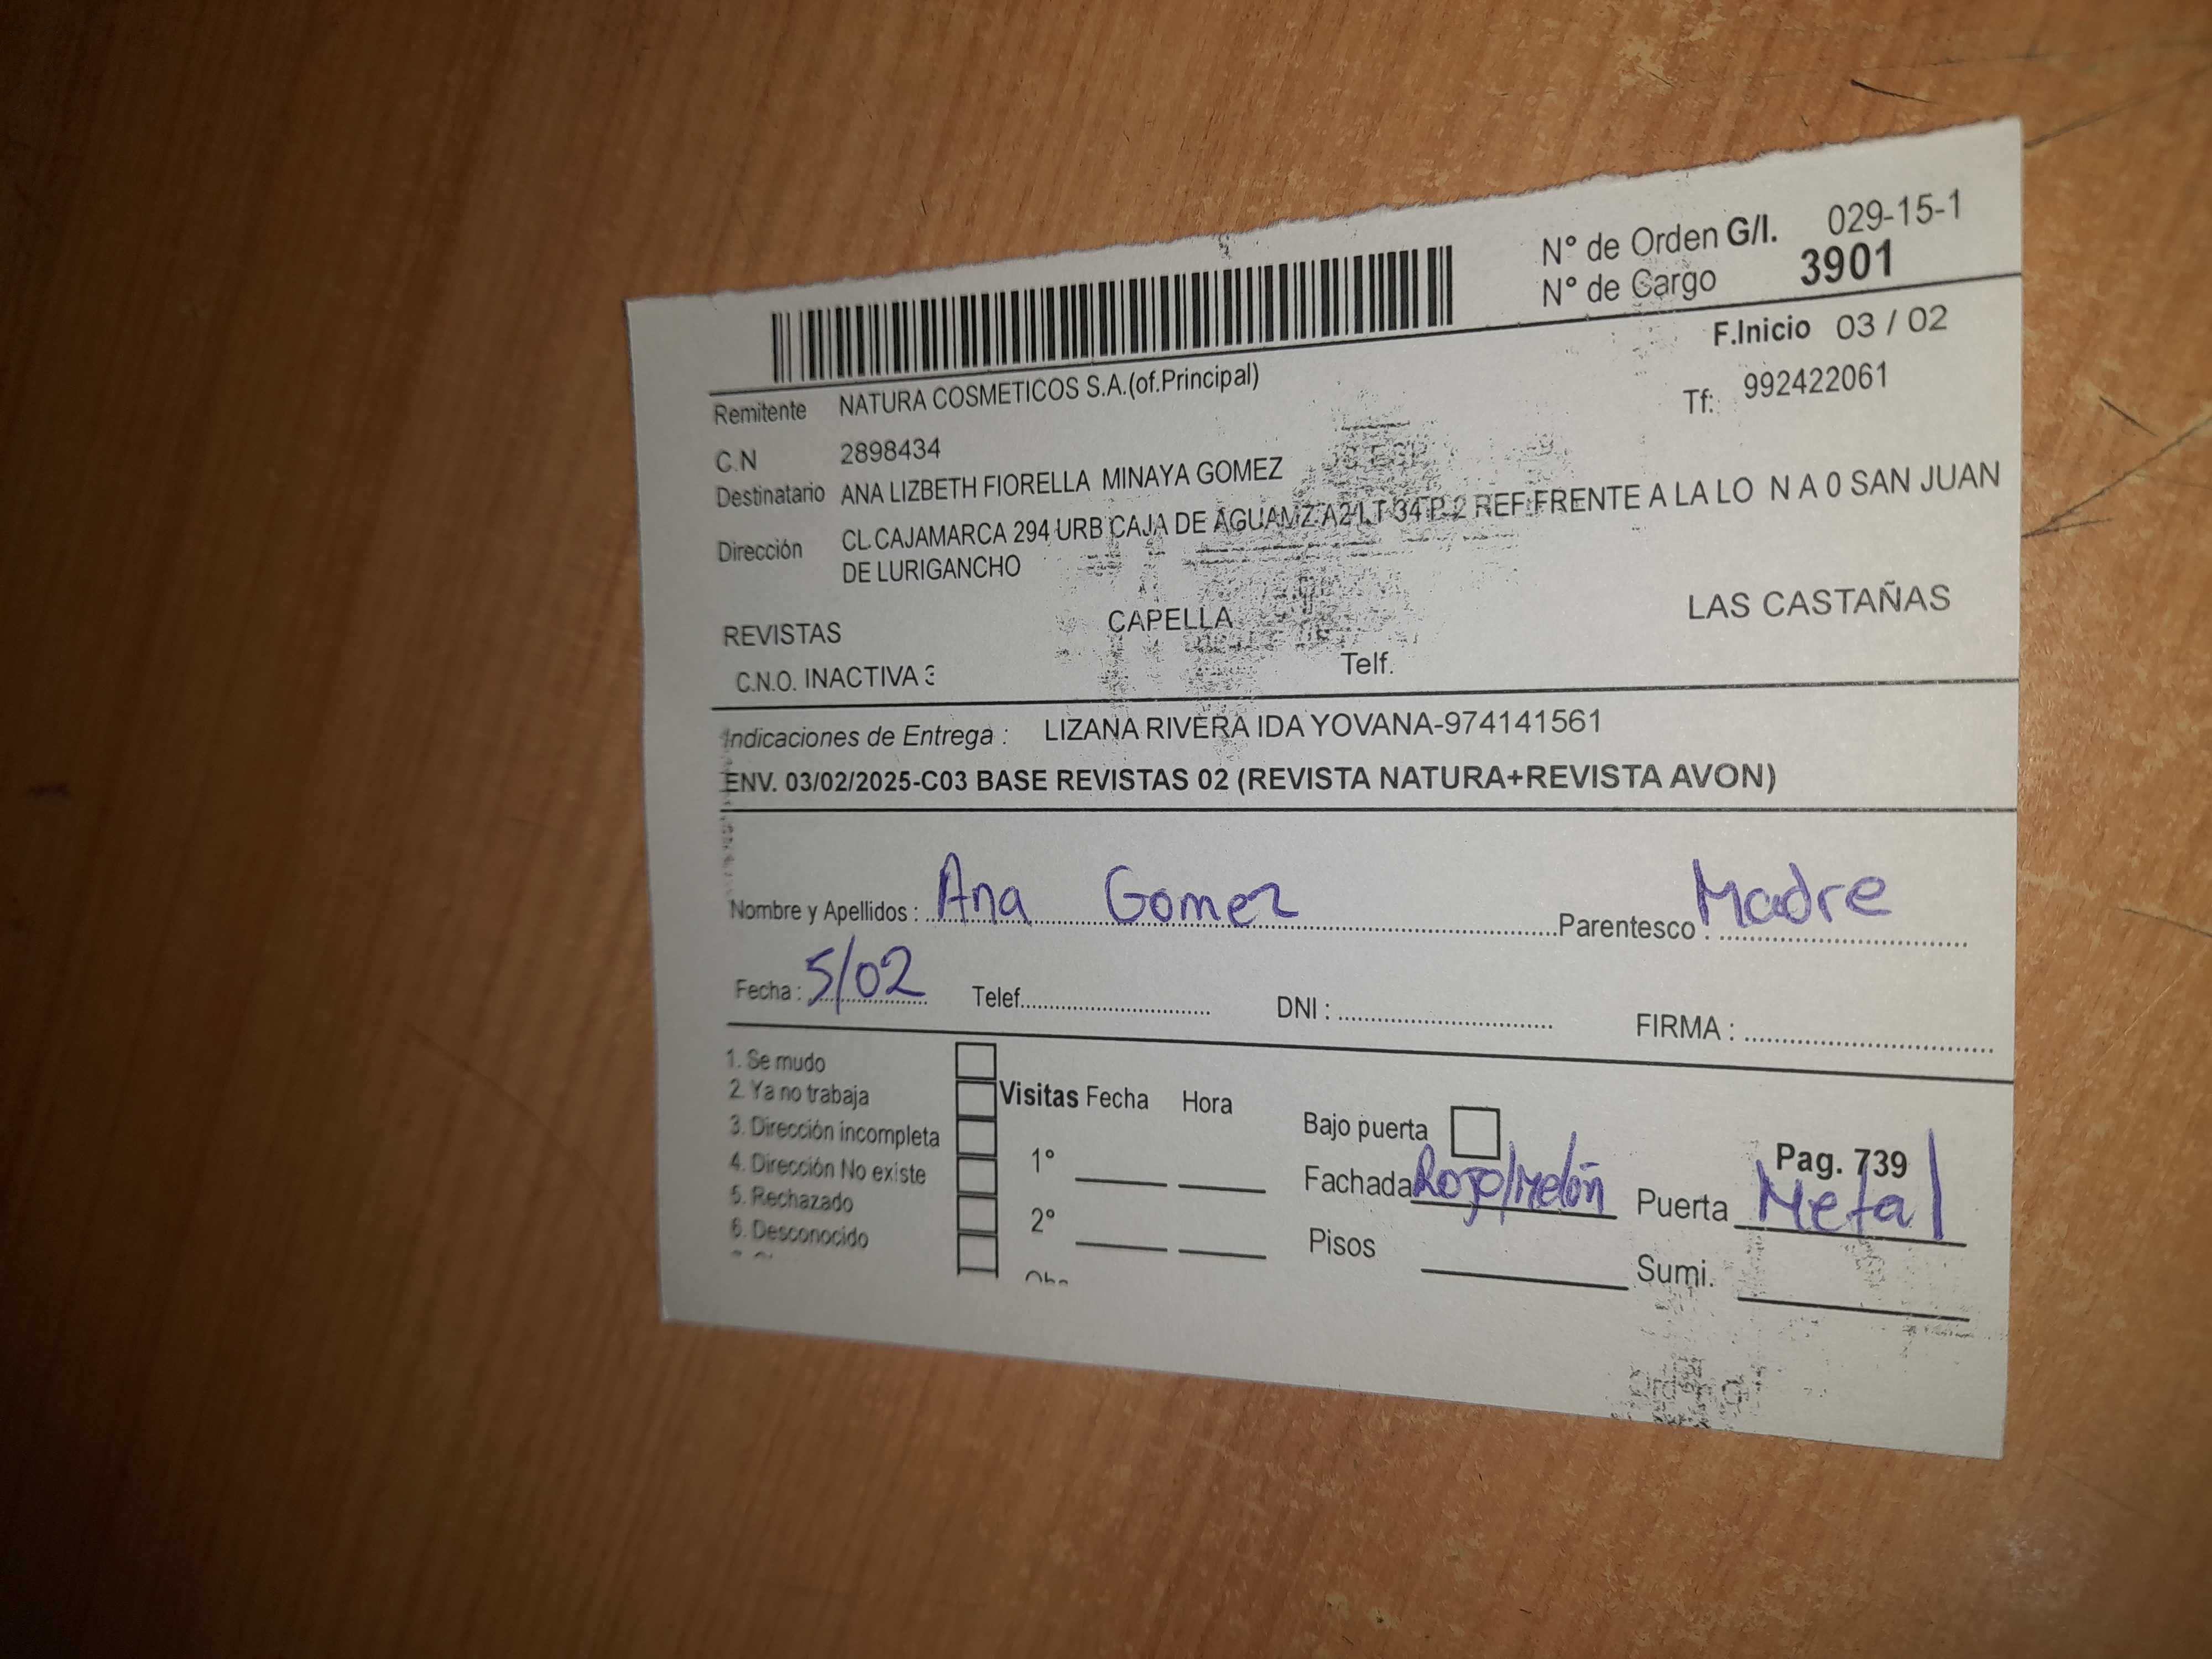 N° de Orden G/I. 029-15-1
N° de Cargo 3901
F.Inicio 03 / 02
Remitente NATURA COSMETICOS S.A.(of.Principal)
Tf: 992422061
C.N 2898434
Destinatario ANA LIZBETH FIORELLA MINAYA GOMEZ
Dirección CL CAJAMARCA 294 URB CAJA DE AGUAMZ A2 LT 34 P 2 REF:FRENTE A LA LO N A 0 SAN JUAN
DE LURIGANCHO
REVISTAS CAPELLA LAS CASTAÑAS
C.N.O. INACTIVA 3 Telf.
Indicaciones de Entrega : LIZANA RIVERA IDA YOVANA-974141561
ENV. 03/02/2025-C03 BASE REVISTAS 02 (REVISTA NATURA+REVISTA AVON)
Nombre y Apellidos : Ana Gomez Parentesco : Madre
Fecha : 5/02 Telef. DNI : FIRMA :
1. Se mudo
2. Ya no trabaja
3. Dirección incompleta
4. Dirección No existe
5. Rechazado
6. Desconocido
Visitas Fecha Hora
1°
2°
Bajo puerta
Pag. 739
Fachada Rojo/Melón Puerta Metal
Pisos Sumi.